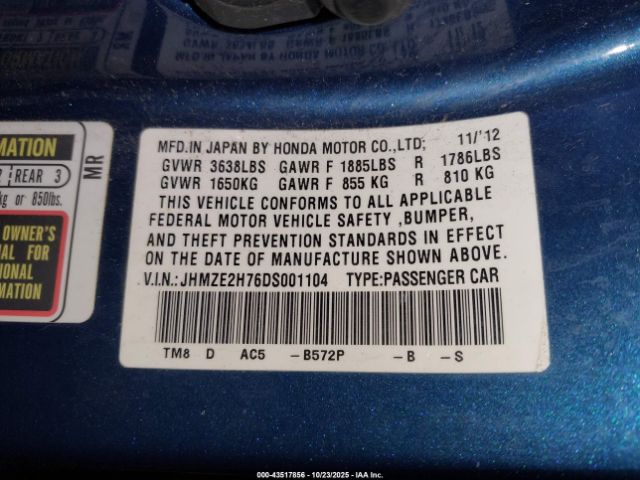 MFD.IN JAPAN BY HONDA MOTOR CO.,LTD; 11/'12
GVWR 3638LBS GAWR F 1885LBS R 1786LBS
GVWR 1650KG GAWR F 855 KG R 810 KG
THIS VEHICLE CONFORMS TO ALL APPLICABLE
FEDERAL MOTOR VEHICLE SAFETY ,BUMPER,
AND THEFT PREVENTION STANDARDS IN EFFECT
ON THE DATE OF MANUFACTURE SHOWN ABOVE.
V.I.N.: JHMZE2H76DS001104 TYPE:PASSENGER CAR
TM8 D AC5 -B572P -B -S
MR
REAR 3
kg or 850lbs.
OWNER'S
FOR
000-43517856 - 10/23/2025 - IAA Inc.